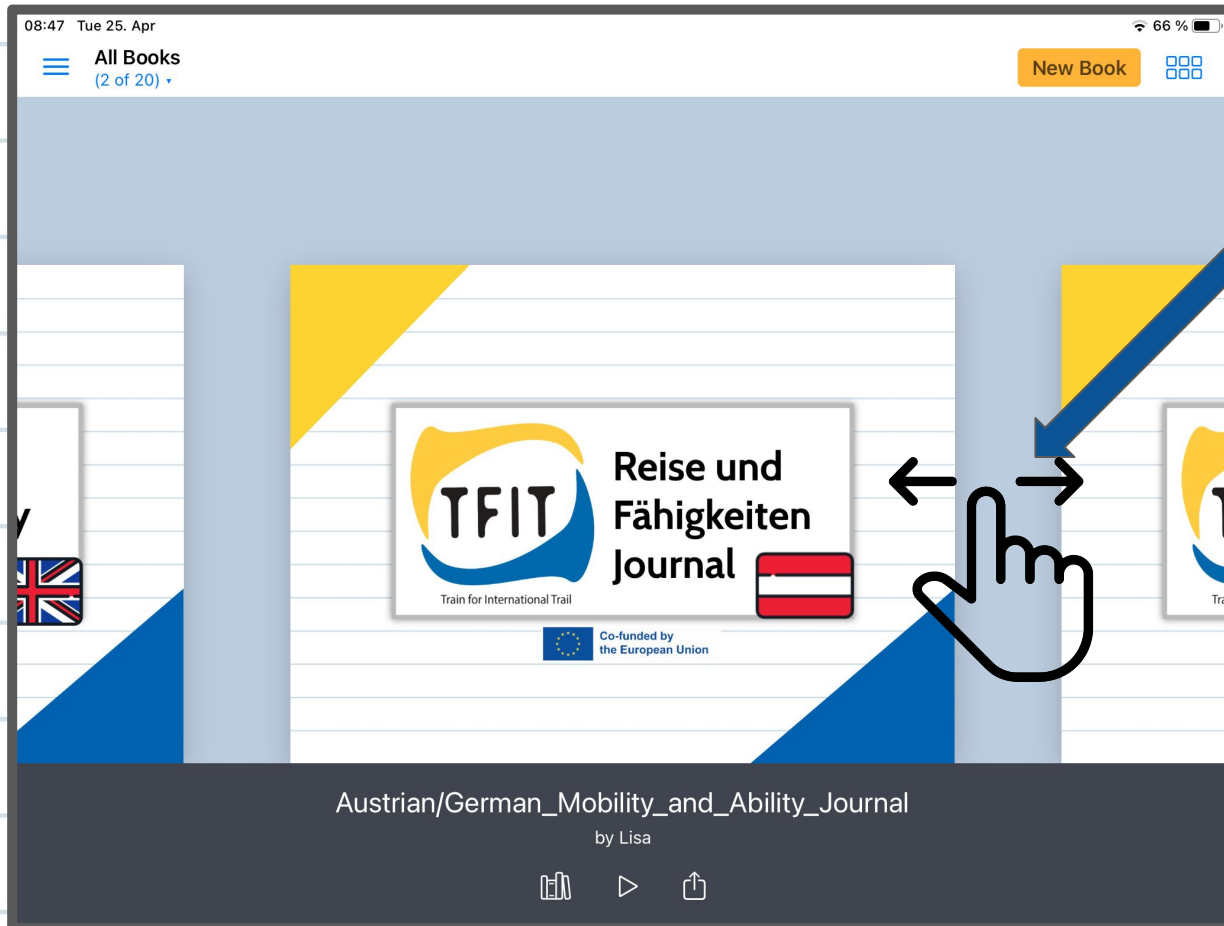 08:47 Tue 25. Apr
66 %
All Books
(2 of 20)
New Book
TFIT
Train for International Trail
Reise und
Fähigkeiten
Journal
Co-funded by
the European Union
Austrian/German_Mobility_and_Ability_Journal
by Lisa